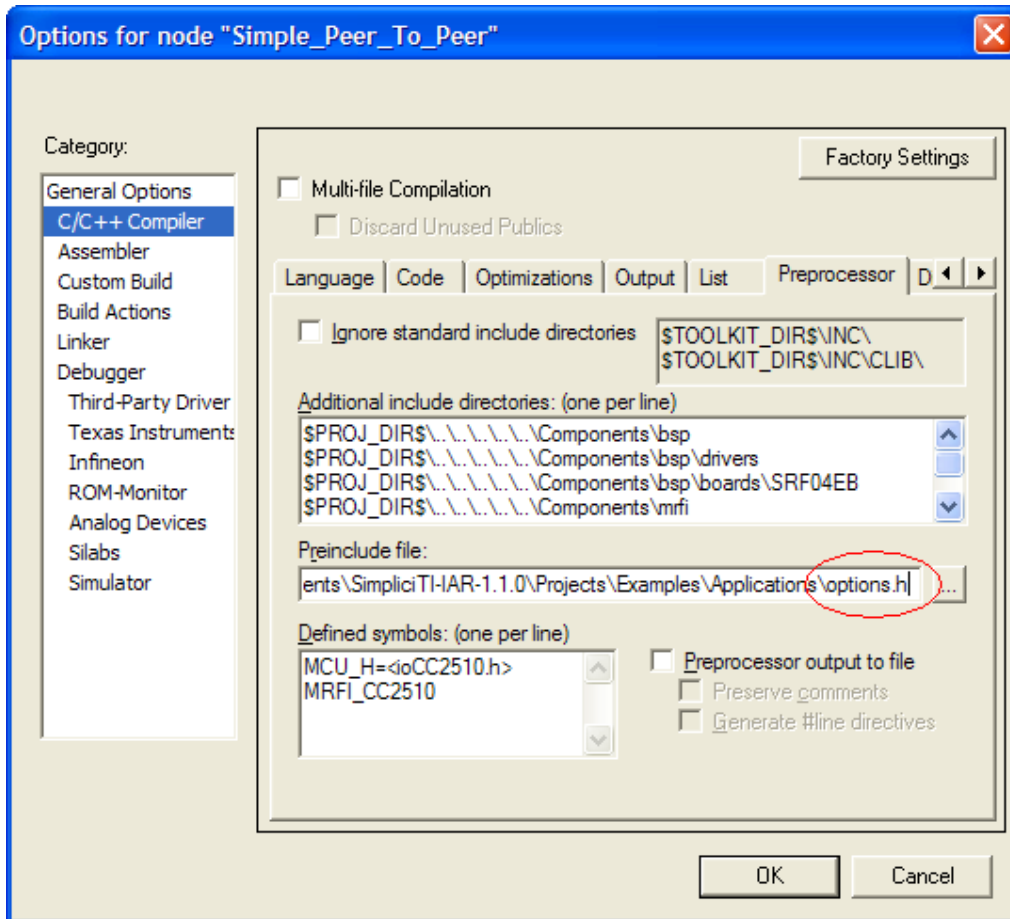 Options for node "Simple_Peer_To_Peer"
Category:
General Options
C/C++ Compiler
Assembler
Custom Build
Build Actions
Linker
Debugger
Third-Party Driver
Texas Instruments
Infineon
ROM-Monitor
Analog Devices
Silabs
Simulator
Factory Settings
Multi-file Compilation
Discard Unused Publics
Language Code Optimizations Output List Preprocessor D
Ignore standard include directories
$TOOLKIT_DIR$\INC\
$TOOLKIT_DIR$\INC\CLIB\
Additional include directories: (one per line)
$PROJ_DIR$\..\..\..\..\..\..\Components\bsp
$PROJ_DIR$\..\..\..\..\..\..\Components\bsp\drivers
$PROJ_DIR$\..\..\..\..\..\..\Components\bsp\boards\SRF04EB
$PROJ_DIR$\..\..\..\..\..\..\Components\mrfi
Preinclude file:
ents\SimpliciTI-IAR-1.1.0\Projects\Examples\Applications\options.h
...
Defined symbols: (one per line)
MCU_H=<ioCC2510.h>
MRFI_CC2510
Preprocessor output to file
Preserve comments
Generate #line directives
OK
Cancel